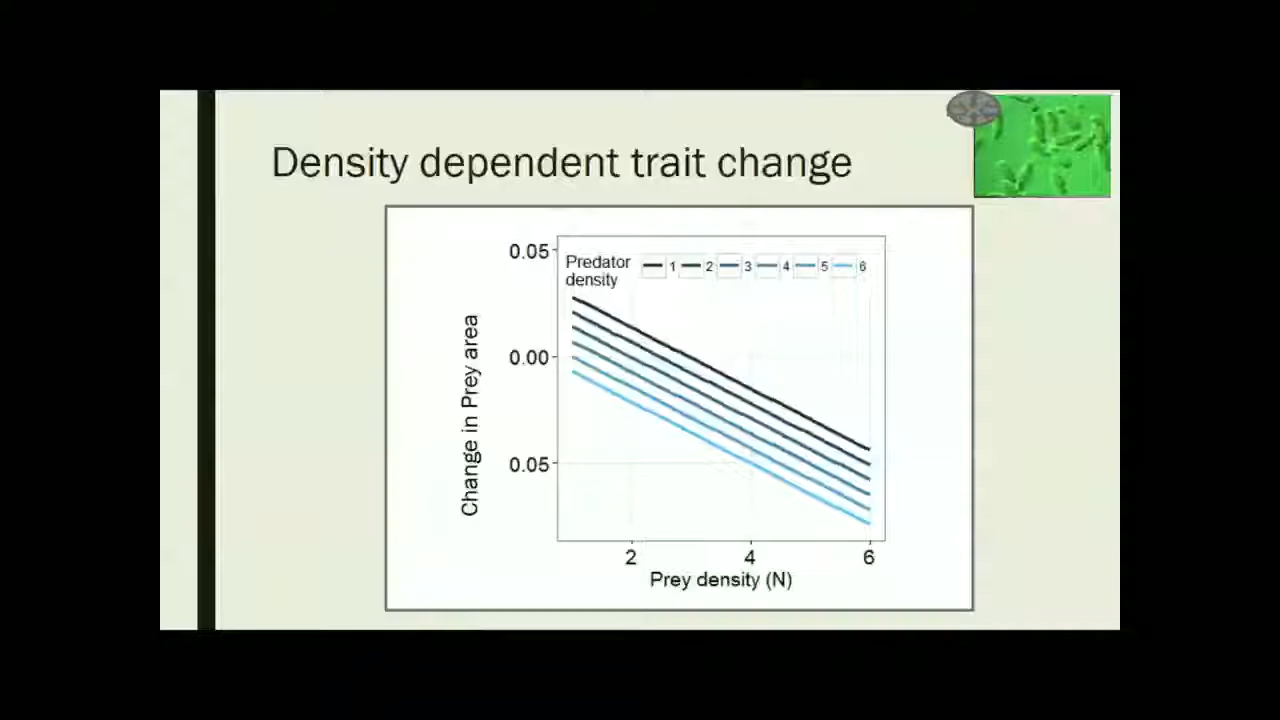 Density dependent trait change
0.05
Predator
density
1 2 3 4 5 6
Change in Prey area
0.00
0.05
2 4 6
Prey density (N)